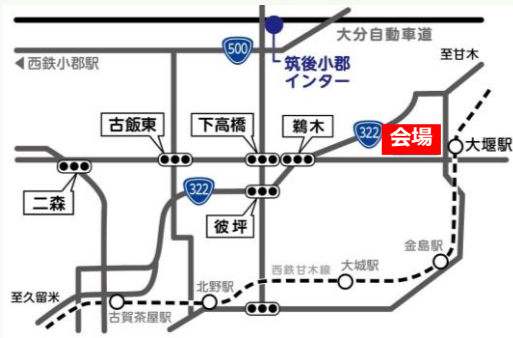 大分自動車道
500
西鉄小郡駅
筑後小郡
インター
至甘木
古飯東
下高橋
鵜木
322
会場
大堰駅
二森
322
彼坪
金島駅
西鉄甘木線
大城駅
北野駅
至久留米
古賀茶屋駅